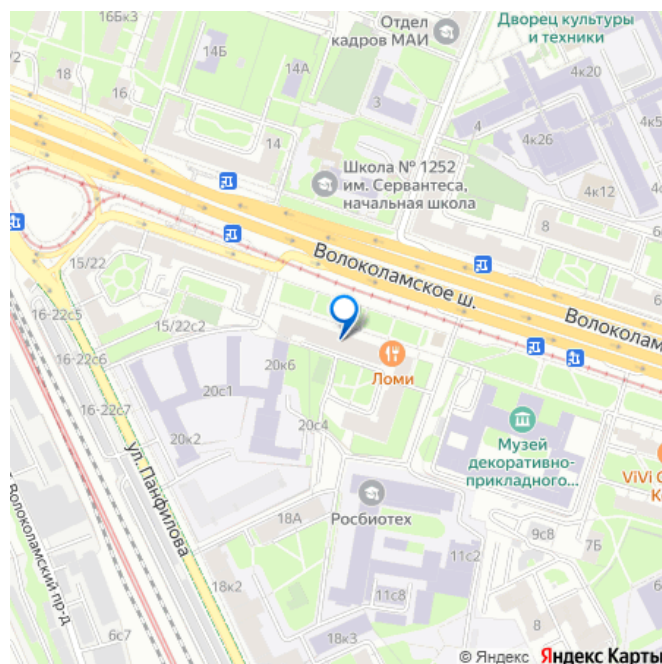 16Бк3
Отдел
кадров МАИ
Дворец культуры
и техники
14Б
18
16
14А
3
4к20
4
4к5
4к26
14
Школа № 1252
им. Сервантеса,
начальная школа
4к12
8
15/22
Волоколамское ш.
Волоколам
16-22с5
15/22с2
16-22с6
20к6
Ломи
16-22с7
20с1
20к2
20с4
Музей
декоративно-
прикладного...
ViVi
ул. Панфилова
Росбиотех
18А
9с8
7Б
11с2
18к2
11с8
Волоколамский пр-д
6с7
18к3
8
© Яндекс Яндекс Карты